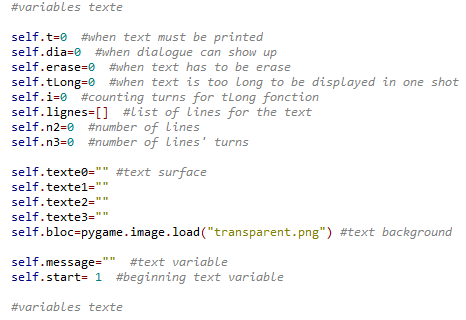 #variables texte
self.t=0 #when text must be printed
self.dia=0 #when dialogue can show up
self.erase=0 #when text has to be erase
self.tLong=0 #when text is too long to be displayed in one shot
self.i=0 #counting turns for tLong fonction
self.lignes=[] #list of lines for the text
self.n2=0 #number of lines
self.n3=0 #number of lines' turns
self.texte0="" #text surface
self.texte1=""
self.texte2=""
self.texte3=""
self.bloc=pygame.image.load("transparent.png") #text background
self.message="" #text variable
self.start= 1 #beginning text variable
#variables texte